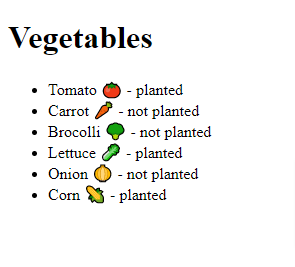 Vegetables
Tomato 🍅 - planted
Carrot 🥕 - not planted
Brocolli 🥦 - not planted
Lettuce 🥬 - planted
Onion 🧅 - not planted
Corn 🌽 - planted